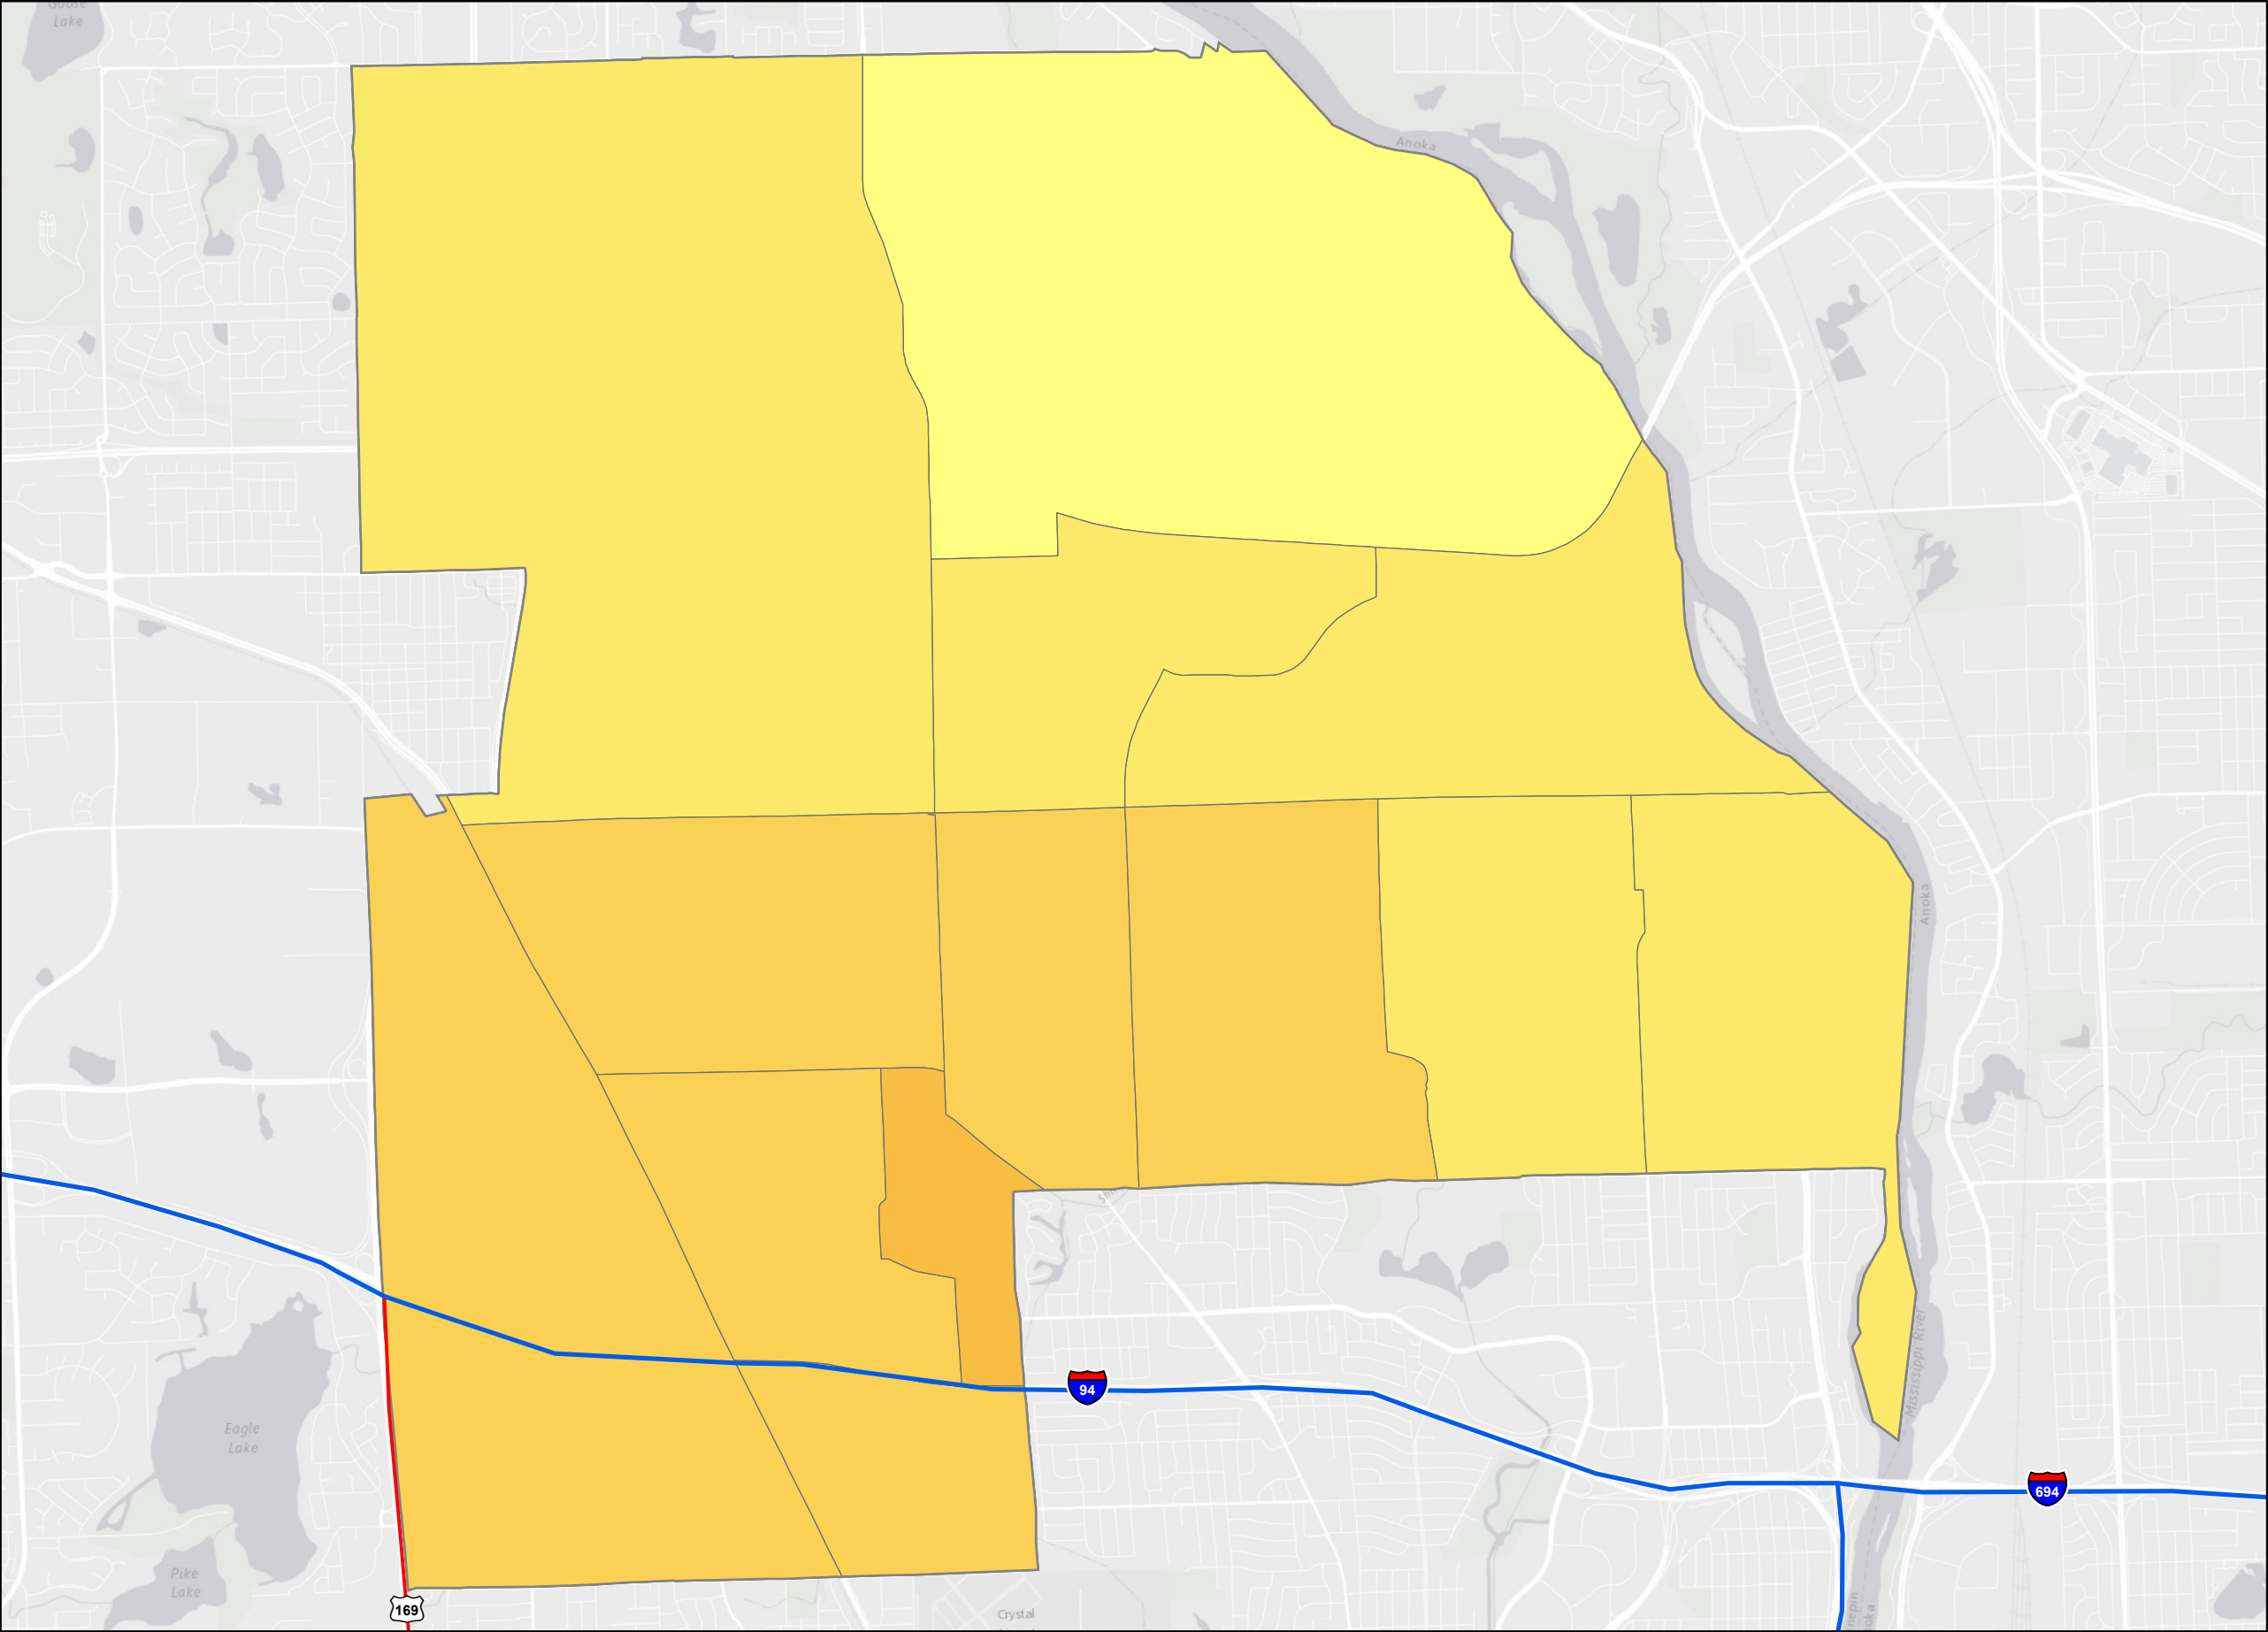 Goose
Lake
Anoka
Anoka
94
Mississippi River
Eagle
Lake
694
Pike
Lake
169
Crystal